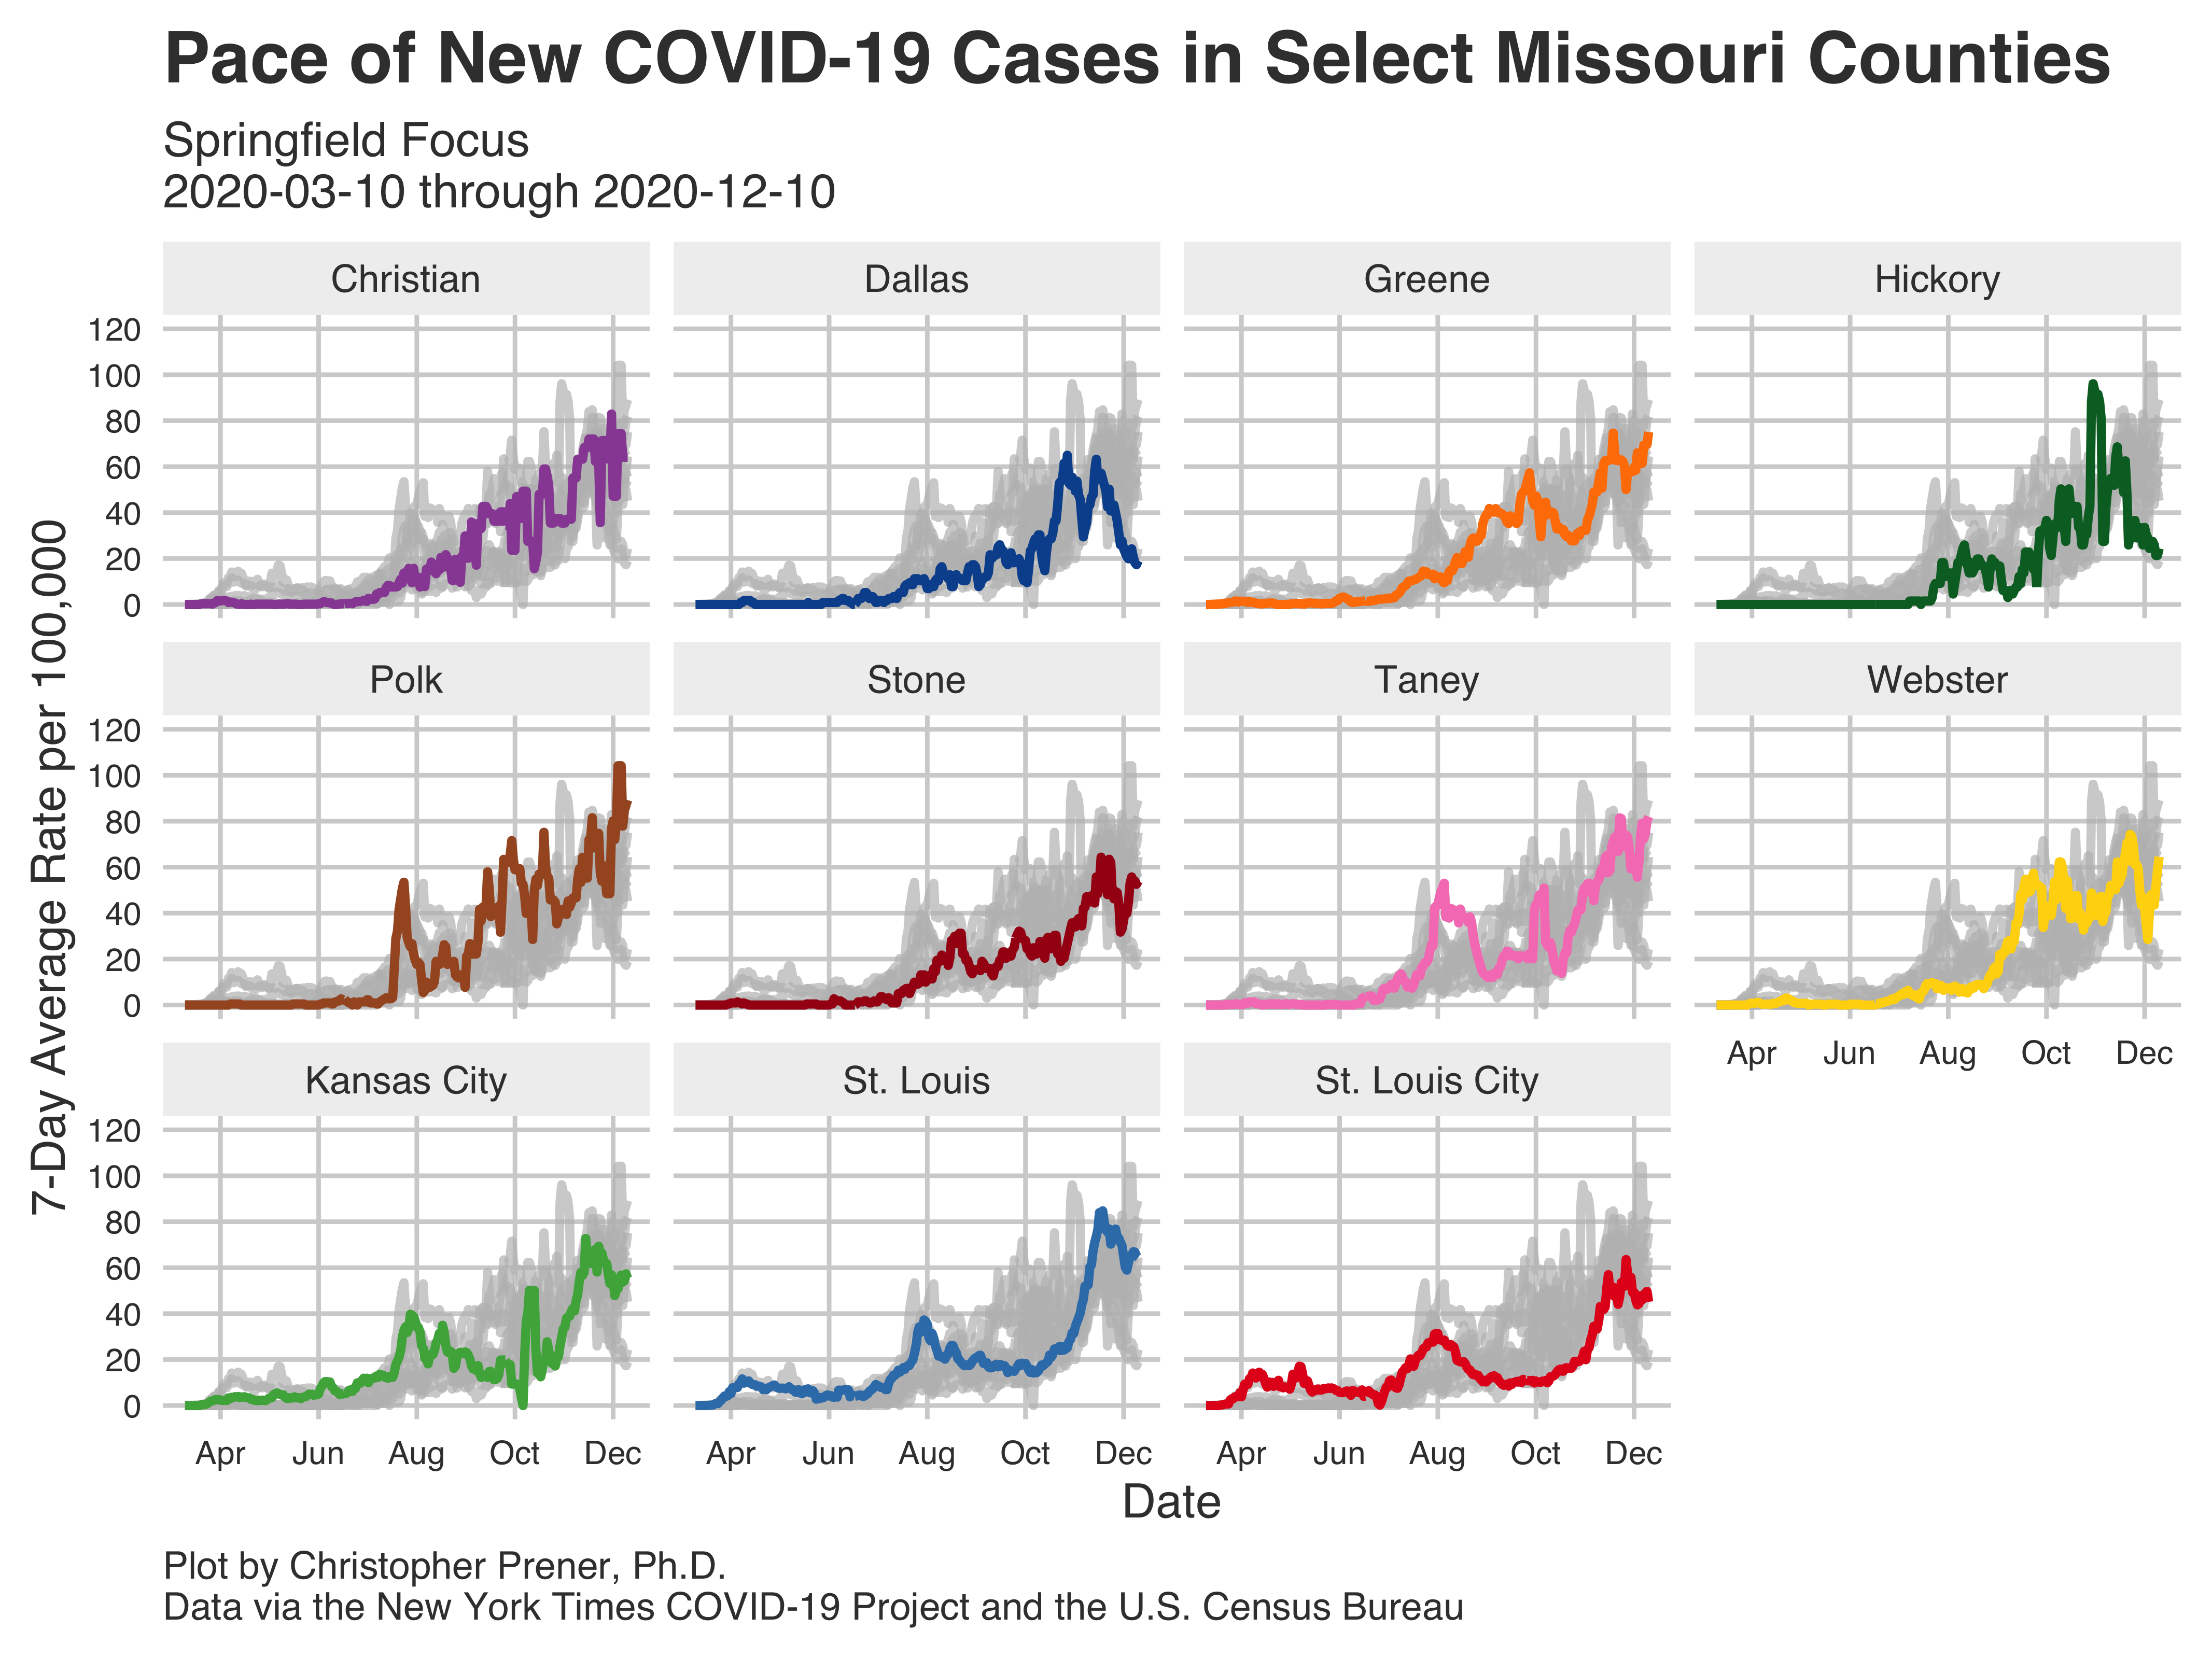 Pace of New COVID-19 Cases in Select Missouri Counties
Springfield Focus
2020-03-10 through 2020-12-10
7-Day Average Rate per 100,000
Christian
Dallas
Greene
Hickory
120
100
80
60
40
20
0
Polk
Stone
Taney
Webster
120
100
80
60
40
20
0
Apr Jun Aug Oct Dec
Kansas City
St. Louis
St. Louis City
120
100
80
60
40
20
0
Apr Jun Aug Oct Dec
Apr Jun Aug Oct Dec
Apr Jun Aug Oct Dec
Date
Plot by Christopher Prener, Ph.D.
Data via the New York Times COVID-19 Project and the U.S. Census Bureau